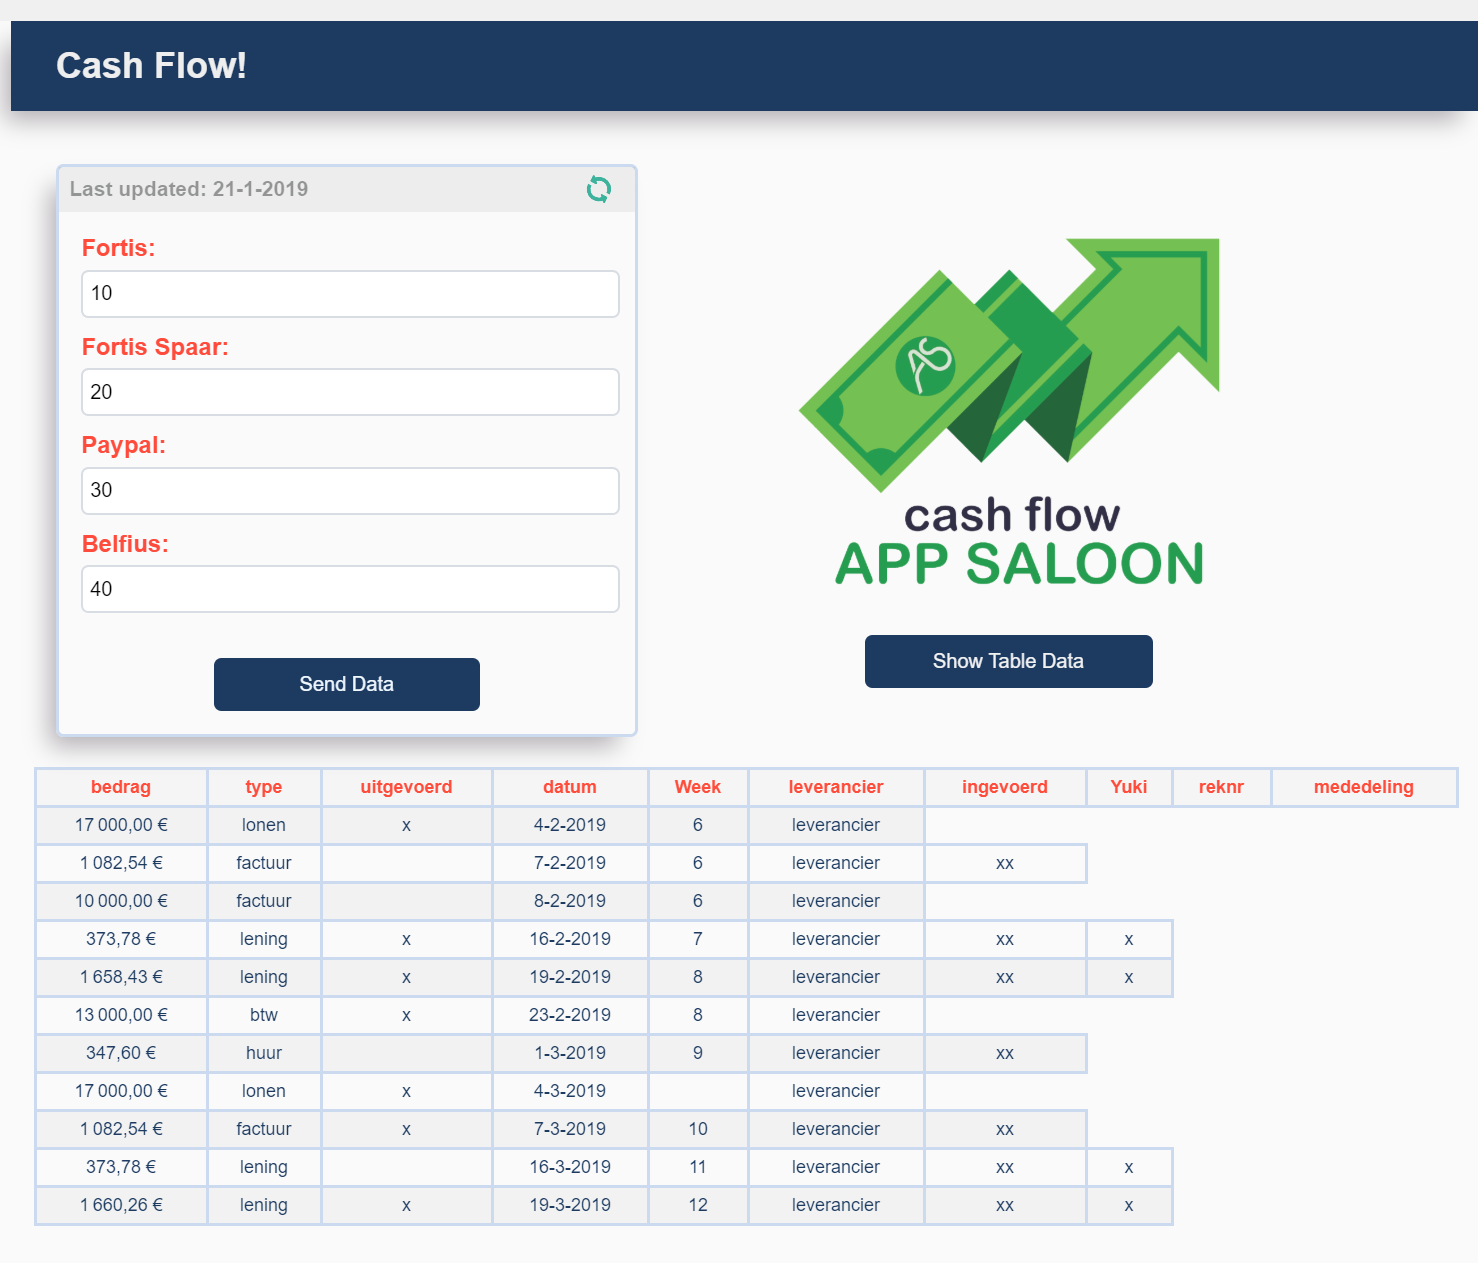 Cash Flow!
Last updated: 21-1-2019
Fortis:
10
Fortis Spaar:
20
Paypal:
30
Belfius:
40
Send Data
AS
cash flow
APP SALOON
Show Table Data
bedrag type uitgevoerd datum Week leverancier ingevoerd Yuki reknr mededeling
17 000,00 € lonen x 4-2-2019 6 leverancier
1 082,54 € factuur 7-2-2019 6 leverancier xx
10 000,00 € factuur 8-2-2019 6 leverancier
373,78 € lening x 16-2-2019 7 leverancier xx x
1 658,43 € lening x 19-2-2019 8 leverancier xx x
13 000,00 € btw x 23-2-2019 8 leverancier
347,60 € huur 1-3-2019 9 leverancier xx
17 000,00 € lonen x 4-3-2019 leverancier
1 082,54 € factuur x 7-3-2019 10 leverancier xx
373,78 € lening 16-3-2019 11 leverancier xx x
1 660,26 € lening x 19-3-2019 12 leverancier xx x